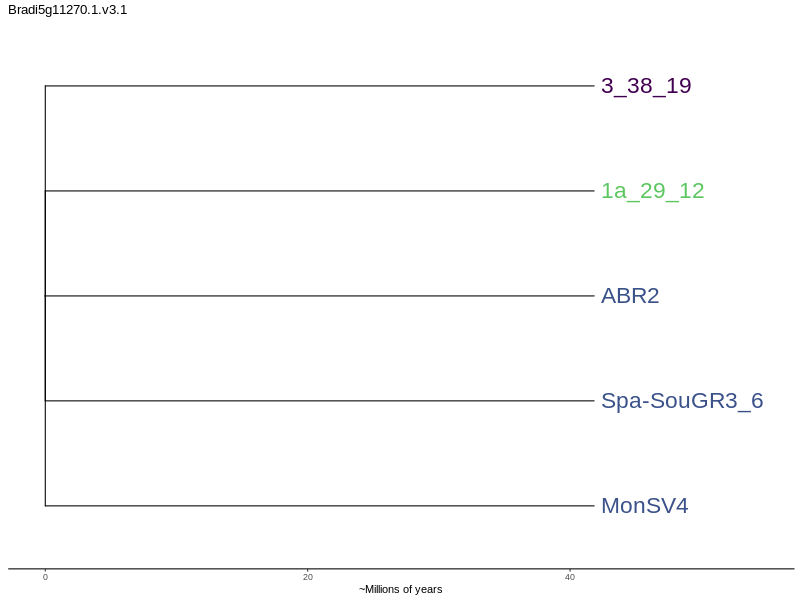 Bradi5g11270.1.v3.1
3_38_19
1a_29_12
ABR2
Spa-SouGR3_6
MonSV4
0 20 40
~Millions of years